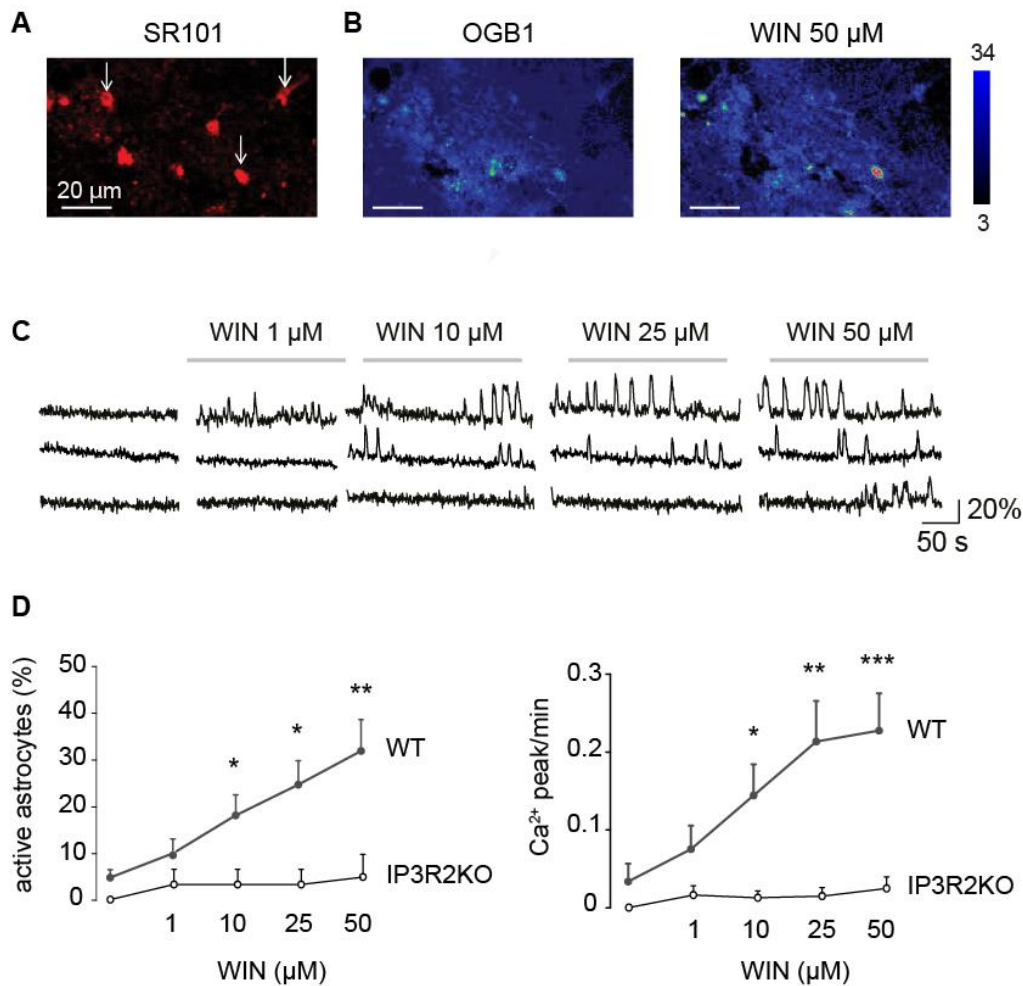 A
SR101
20 µm
B
OGB1
WIN 50 µM
34
3
C
WIN 1 µM
WIN 10 µM
WIN 25 µM
WIN 50 µM
20%
50 s
D
active astrocytes (%)
50
40
30
20
10
0
**
*
*
WT
IP3R2KO
1
10
25
50
WIN (µM)
Ca²⁺ peak/min
0.3
0.2
0.1
0
***
**
*
WT
IP3R2KO
1
10
25
50
WIN (µM)